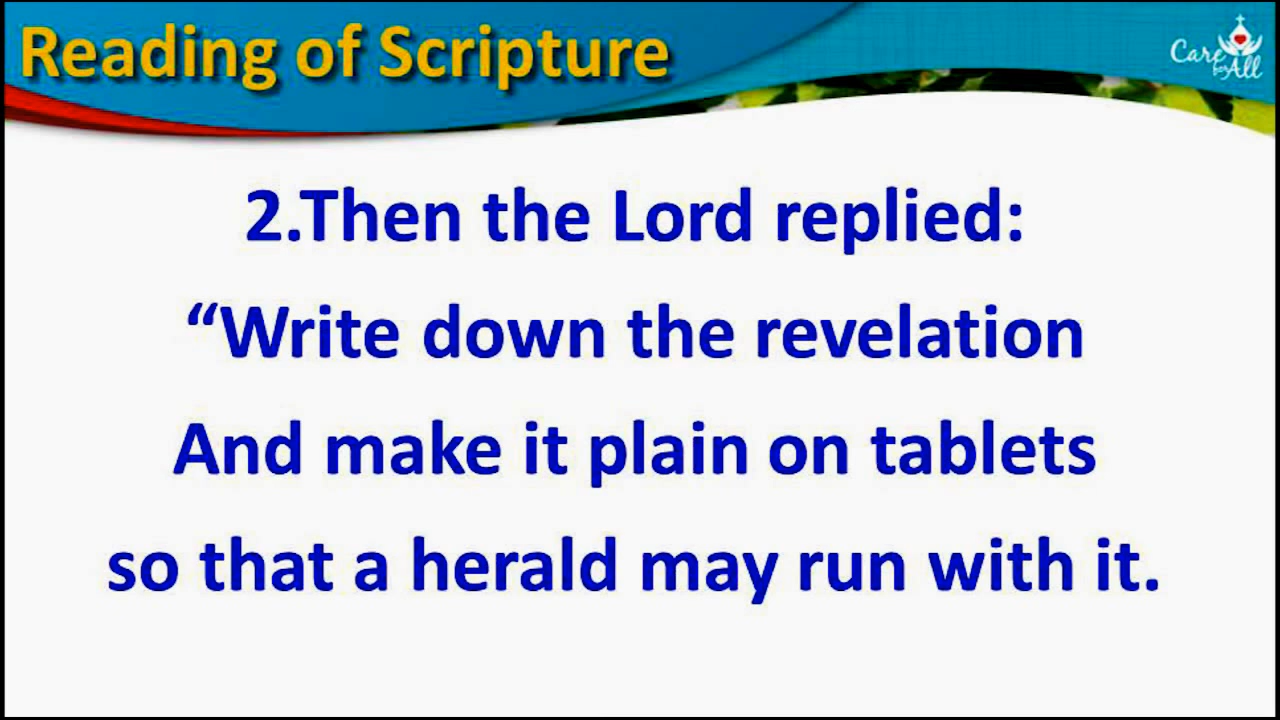 Reading of Scripture
Care
by All
2.Then the Lord replied:
“Write down the revelation
And make it plain on tablets
so that a herald may run with it.